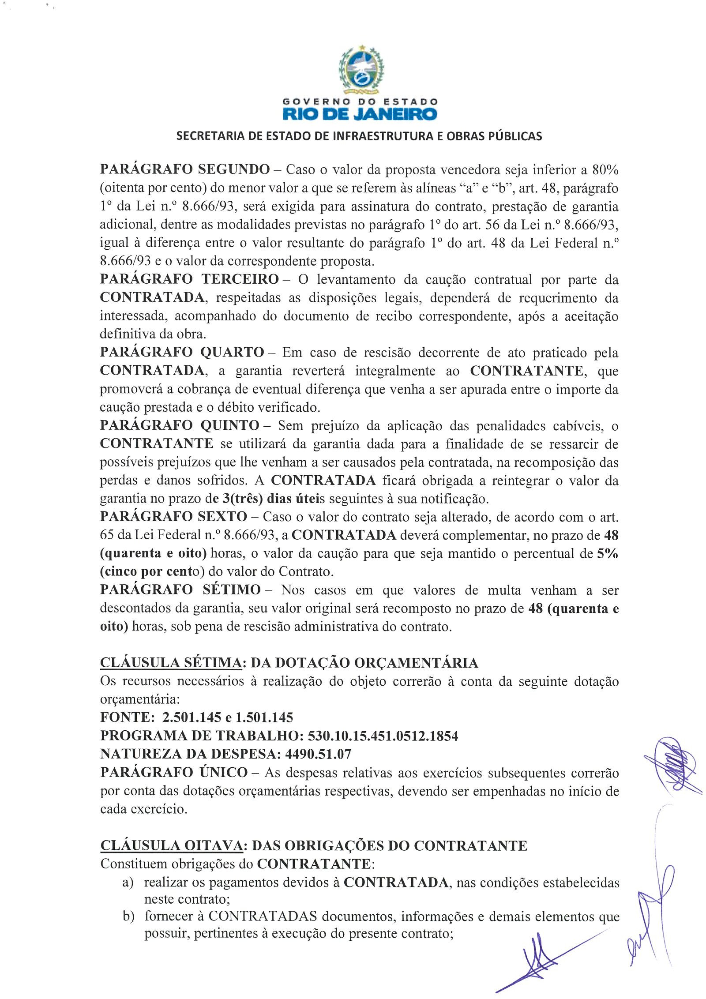 GOVERNO DO ESTADO
RIO DE JANEIRO
SECRETARIA DE ESTADO DE INFRAESTRUTURA E OBRAS PÚBLICAS
PARÁGRAFO SEGUNDO – Caso o valor da proposta vencedora seja inferior a 80%
(oitenta por cento) do menor valor a que se referem às alíneas “a” e “b”, art. 48, parágrafo
1º da Lei n.º 8.666/93, será exigida para assinatura do contrato, prestação de garantia
adicional, dentre as modalidades previstas no parágrafo 1º do art. 56 da Lei n.º 8.666/93,
igual à diferença entre o valor resultante do parágrafo 1º do art. 48 da Lei Federal n.º
8.666/93 e o valor da correspondente proposta.
PARÁGRAFO TERCEIRO – O levantamento da caução contratual por parte da
CONTRATADA, respeitadas as disposições legais, dependerá de requerimento da
interessada, acompanhado do documento de recibo correspondente, após a aceitação
definitiva da obra.
PARÁGRAFO QUARTO – Em caso de rescisão decorrente de ato praticado pela
CONTRATADA, a garantia reverterá integralmente ao CONTRATANTE, que
promoverá a cobrança de eventual diferença que venha a ser apurada entre o importe da
caução prestada e o débito verificado.
PARÁGRAFO QUINTO – Sem prejuízo da aplicação das penalidades cabíveis, o
CONTRATANTE se utilizará da garantia dada para a finalidade de se ressarcir de
possíveis prejuízos que lhe venham a ser causados pela contratada, na recomposição das
perdas e danos sofridos. A CONTRATADA ficará obrigada a reintegrar o valor da
garantia no prazo de 3(três) dias úteis seguintes à sua notificação.
PARÁGRAFO SEXTO – Caso o valor do contrato seja alterado, de acordo com o art.
65 da Lei Federal n.º 8.666/93, a CONTRATADA deverá complementar, no prazo de 48
(quarenta e oito) horas, o valor da caução para que seja mantido o percentual de 5%
(cinco por cento) do valor do Contrato.
PARÁGRAFO SÉTIMO – Nos casos em que valores de multa venham a ser
descontados da garantia, seu valor original será recomposto no prazo de 48 (quarenta e
oito) horas, sob pena de rescisão administrativa do contrato.
CLÁUSULA SÉTIMA: DA DOTAÇÃO ORÇAMENTÁRIA
Os recursos necessários à realização do objeto correrão à conta da seguinte dotação
orçamentária:
FONTE: 2.501.145 e 1.501.145
PROGRAMA DE TRABALHO: 530.10.15.451.0512.1854
NATUREZA DA DESPESA: 4490.51.07
PARÁGRAFO ÚNICO – As despesas relativas aos exercícios subsequentes correrão
por conta das dotações orçamentárias respectivas, devendo ser empenhadas no início de
cada exercício.
CLÁUSULA OITAVA: DAS OBRIGAÇÕES DO CONTRATANTE
Constituem obrigações do CONTRATANTE:
a) realizar os pagamentos devidos à CONTRATADA, nas condições estabelecidas
neste contrato;
b) fornecer à CONTRATADAS documentos, informações e demais elementos que
possuir, pertinentes à execução do presente contrato;